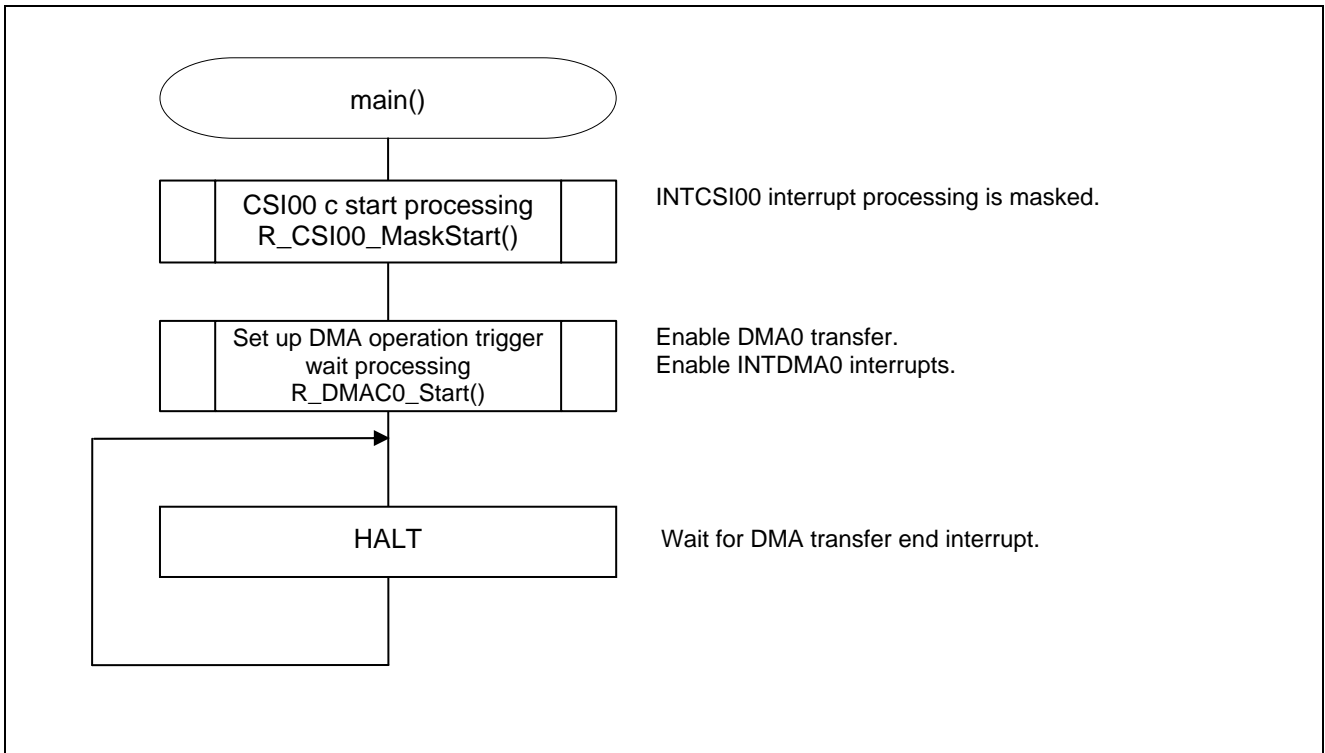 main()
CSI00 c start processing
R_CSI00_MaskStart()
INTCSI00 interrupt processing is masked.
Set up DMA operation trigger
wait processing
R_DMAC0_Start()
Enable DMA0 transfer.
Enable INTDMA0 interrupts.
HALT
Wait for DMA transfer end interrupt.